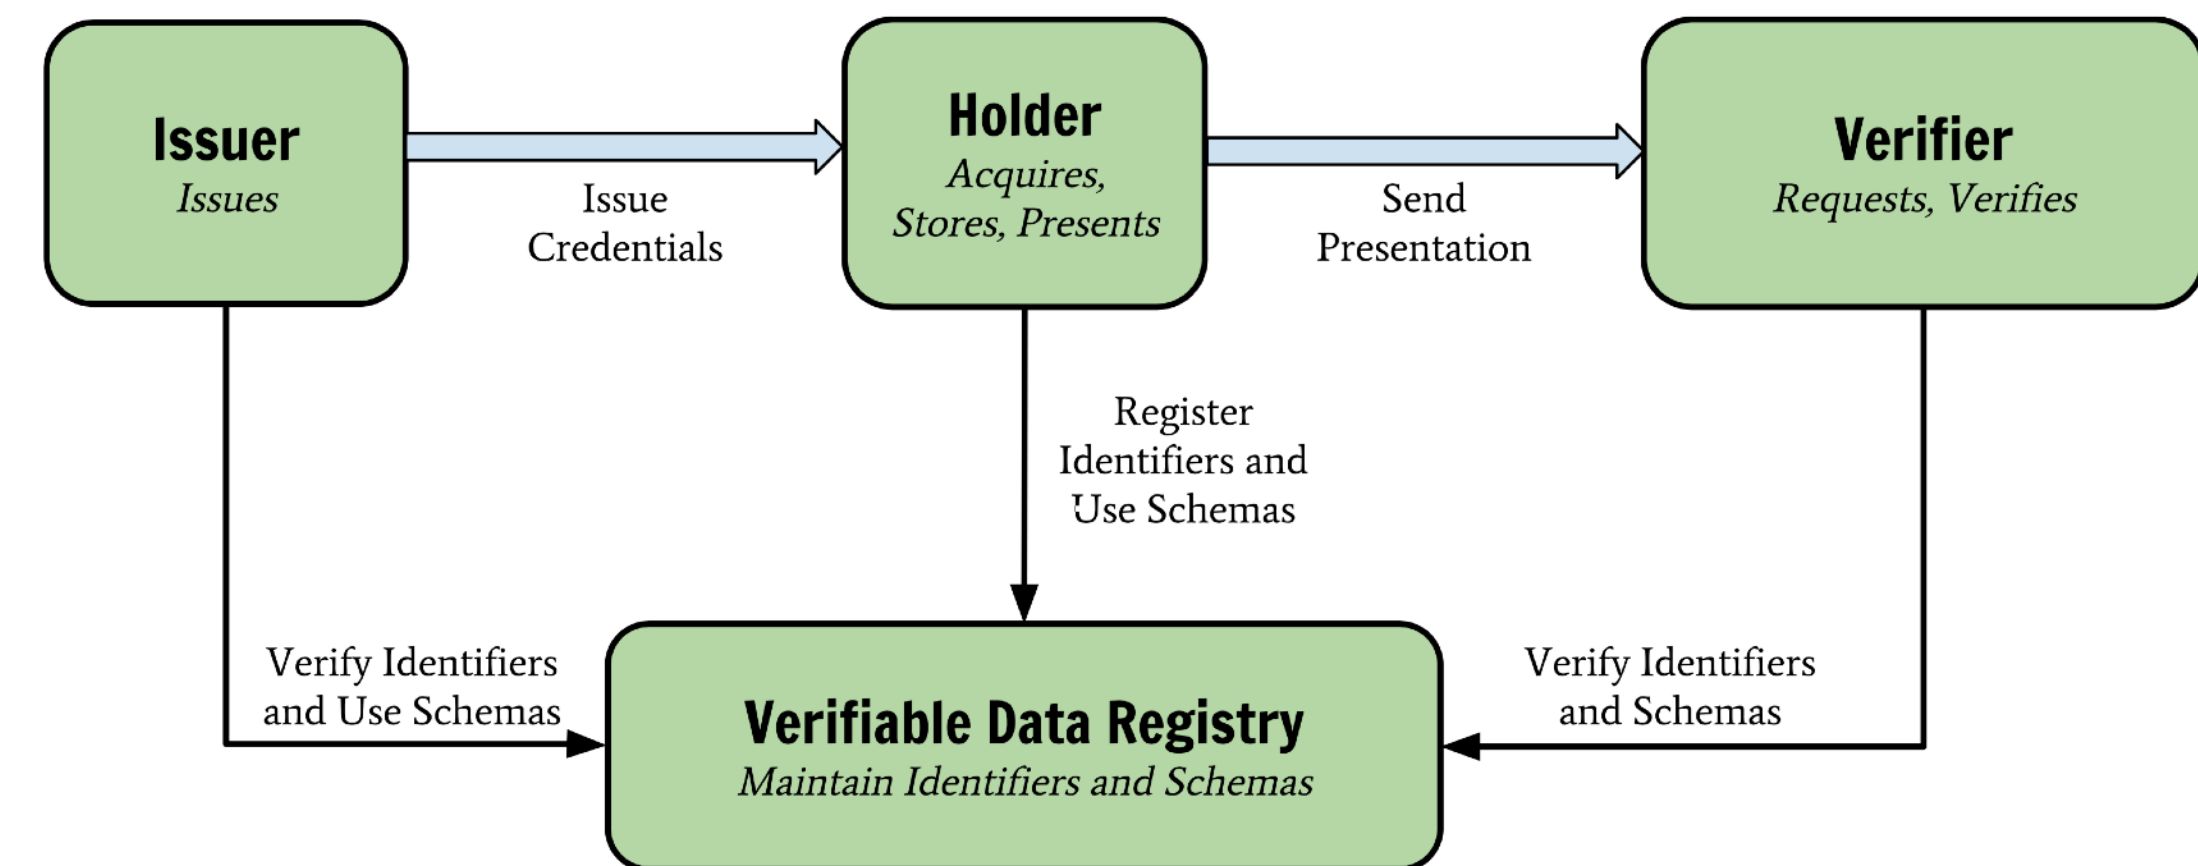 Issuer
Issues
Issue
Credentials
Holder
Acquires,
Stores, Presents
Send
Presentation
Verifier
Requests, Verifies
Register
Identifiers and
Use Schemas
Verify Identifiers
and Use Schemas
Verifiable Data Registry
Maintain Identifiers and Schemas
Verify Identifiers
and Schemas